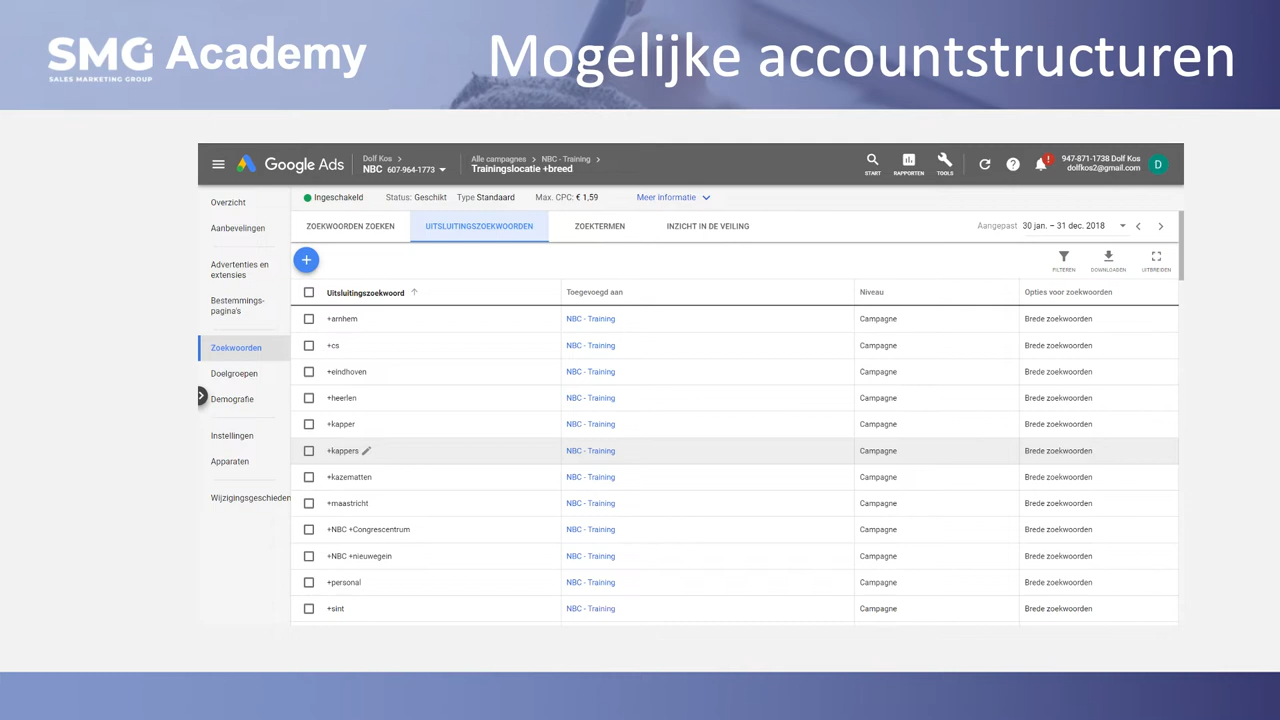 SMG Academy
SALES MARKETING GROUP
Mogelijke accountstructuren
Google Ads
Dolf Kos
NBC 607-964-1773
Alle campagnes > NBC - Training >
Trainingslocatie +breed
START
RAPPORTEN
TOOLS
!
947-871-1738 Dolf Kos
dolfkos2@gmail.com
D
Overzicht
Aanbevelingen
Advertenties en
extensies
Bestemmings-
pagina's
Zoekwoorden
Doelgroepen
Demografie
Instellingen
Apparaten
Wijzigingsgeschieden
Ingeschakeld Status: Geschikt Type Standaard Max. CPC: € 1,59 Meer informatie
ZOEKWOORDEN ZOEKEN UITSLUITINGSZOEKWOORDEN ZOEKTERMEN INZICHT IN DE VEILING
Aangepast 30 jan. – 31 dec. 2018
FILTEREN DOWNLOADEN UITBREIDEN
Uitsluitingszoekwoord Toegevoegd aan Niveau Opties voor zoekwoorden
+arnhem NBC - Training Campagne Brede zoekwoorden
+cs NBC - Training Campagne Brede zoekwoorden
+eindhoven NBC - Training Campagne Brede zoekwoorden
+heerlen NBC - Training Campagne Brede zoekwoorden
+kapper NBC - Training Campagne Brede zoekwoorden
+kappers NBC - Training Campagne Brede zoekwoorden
+kazematten NBC - Training Campagne Brede zoekwoorden
+maastricht NBC - Training Campagne Brede zoekwoorden
+NBC +Congrescentrum NBC - Training Campagne Brede zoekwoorden
+NBC +nieuwegein NBC - Training Campagne Brede zoekwoorden
+personal NBC - Training Campagne Brede zoekwoorden
+sint NBC - Training Campagne Brede zoekwoorden